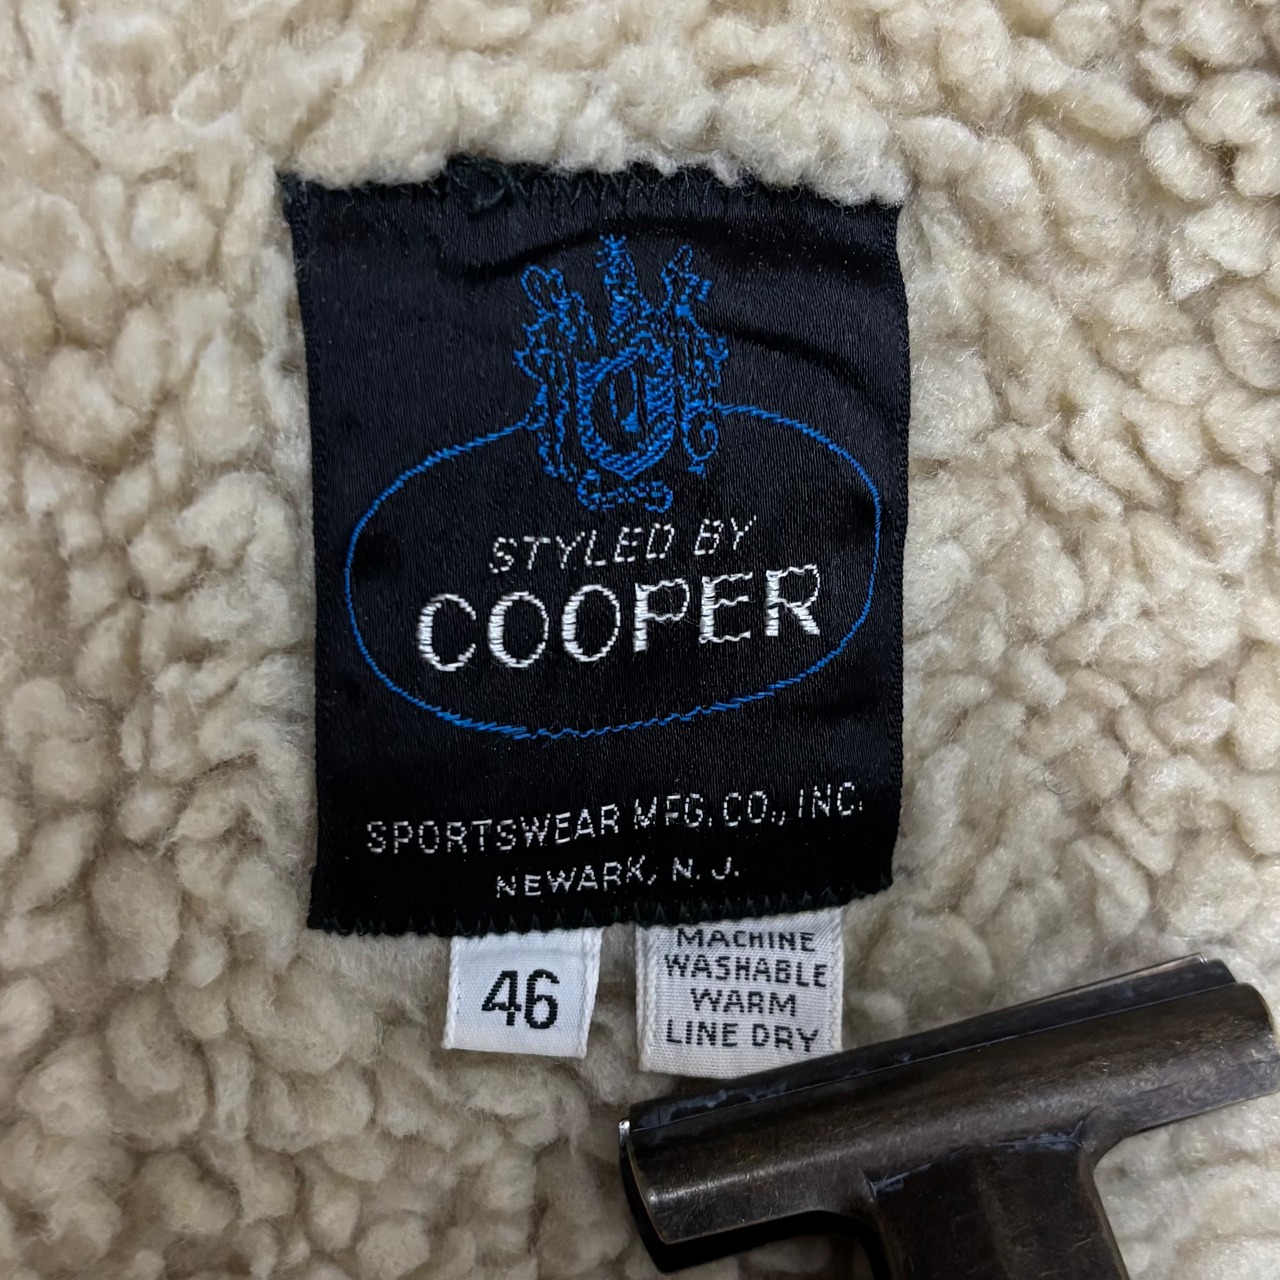 STYLED BY
COOPER
SPORTSWEAR MFG. CO., INC.
NEWARK, N. J.
46
MACHINE
WASHABLE
WARM
LINE DRY